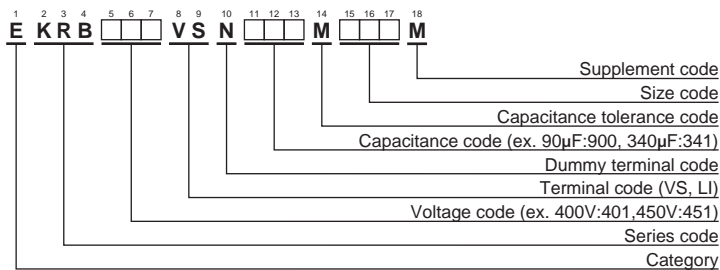 1 2 3 4 5 6 7 8 9 10 11 12 13 14 15 16 17 18
E KRB VS N M M
Supplement code
Size code
Capacitance tolerance code
Capacitance code (ex. 90µF:900, 340µF:341)
Dummy terminal code
Terminal code (VS, LI)
Voltage code (ex. 400V:401,450V:451)
Series code
Category